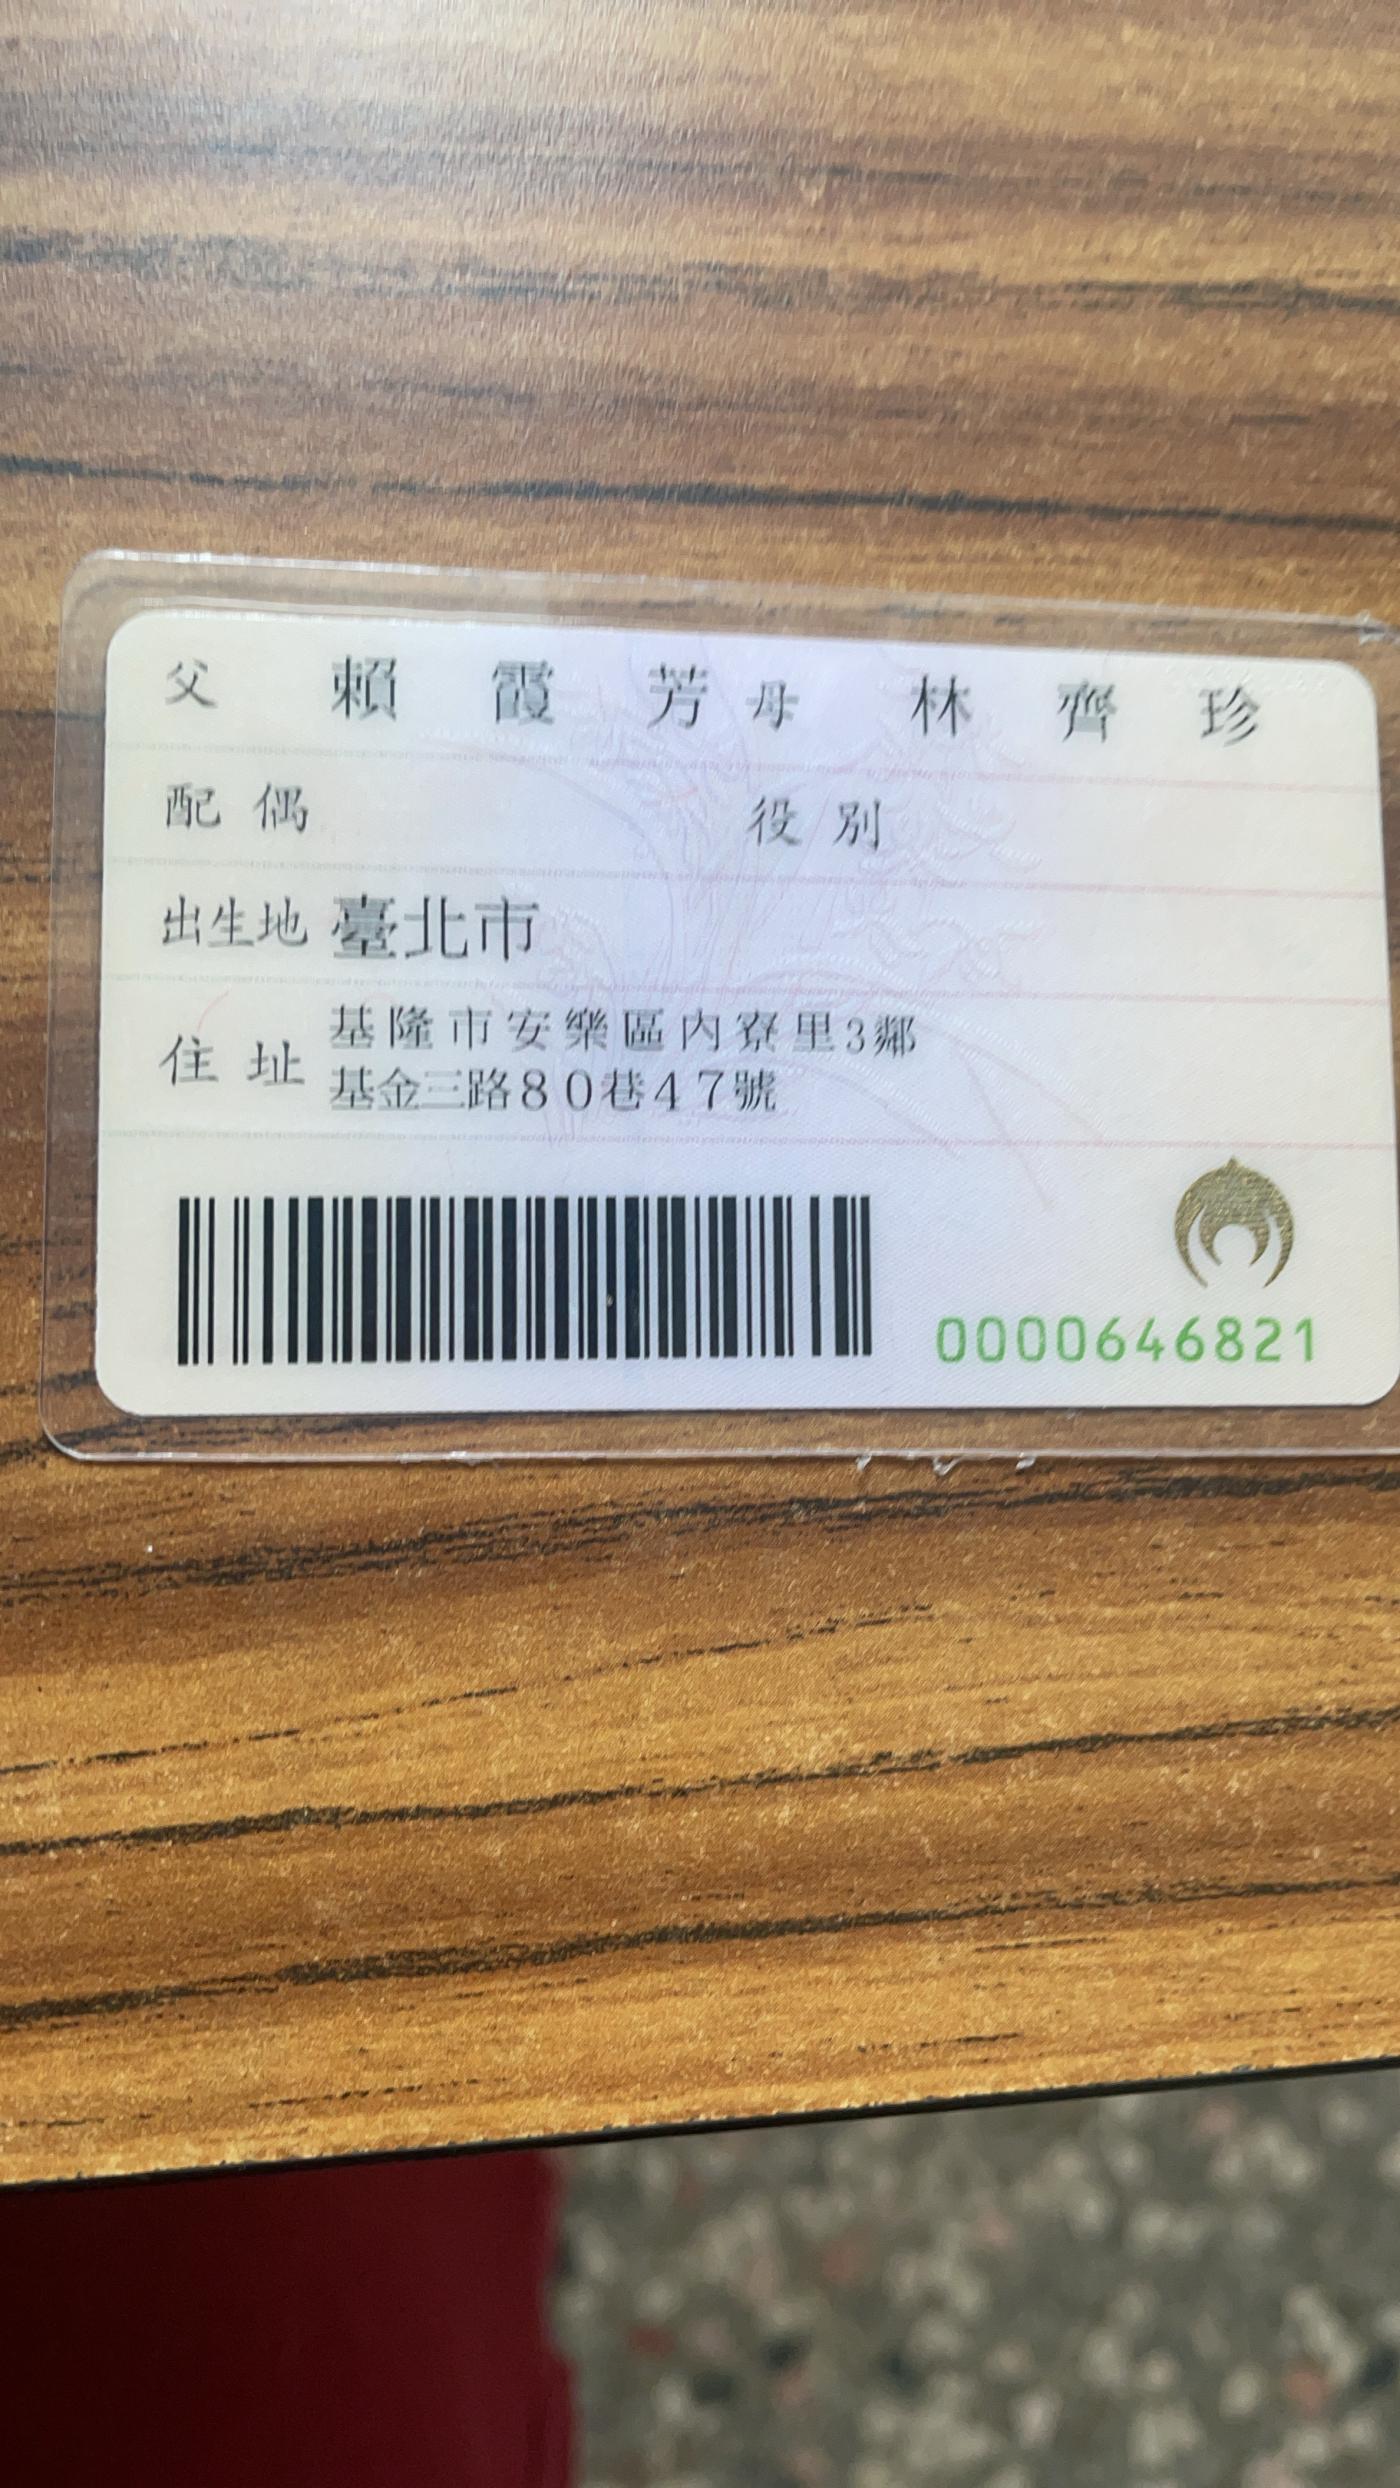 父 賴霞芳 母 林齊珍
配偶 役別
出生地 臺北市
住址 基隆市安樂區內寮里3鄰
基金三路80巷47號
0000646821